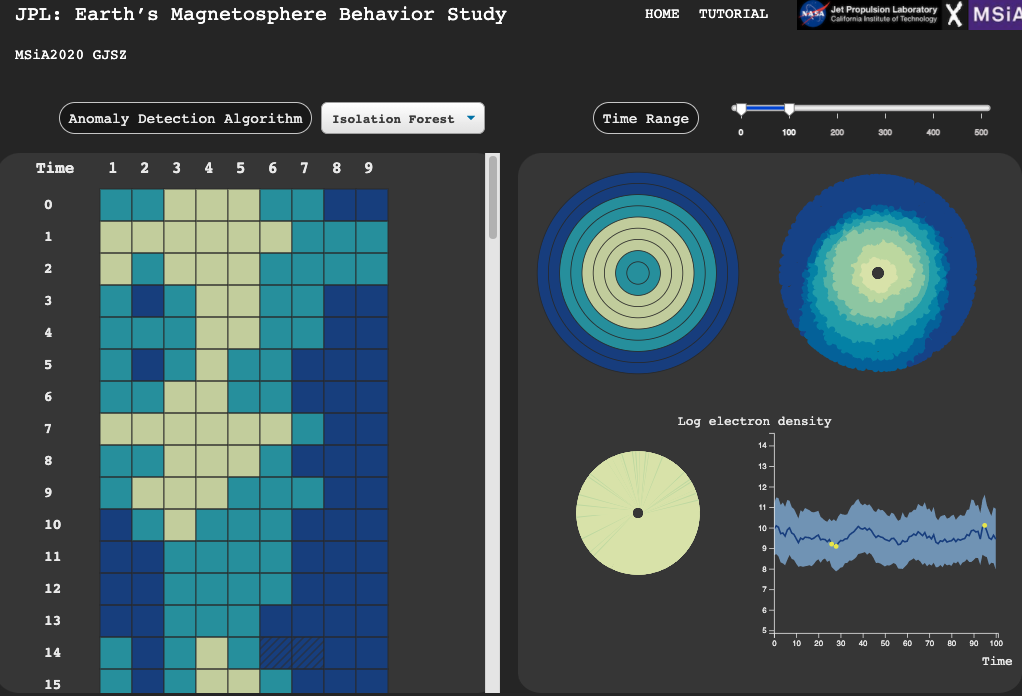 JPL: Earth's Magnetosphere Behavior Study
HOME TUTORIAL
NASA Jet Propulsion Laboratory
California Institute of Technology
X MSiA
MSiA2020 GJSZ
Anomaly Detection Algorithm Isolation Forest Time Range
0 100 200 300 400 500
Time 1 2 3 4 5 6 7 8 9
0
1
2
3
4
5
6
7
8
9
10
11
12
13
14
15
Log electron density
14
13
12
11
10
9
8
7
6
5
0 10 20 30 40 50 60 70 80 90 100
Time